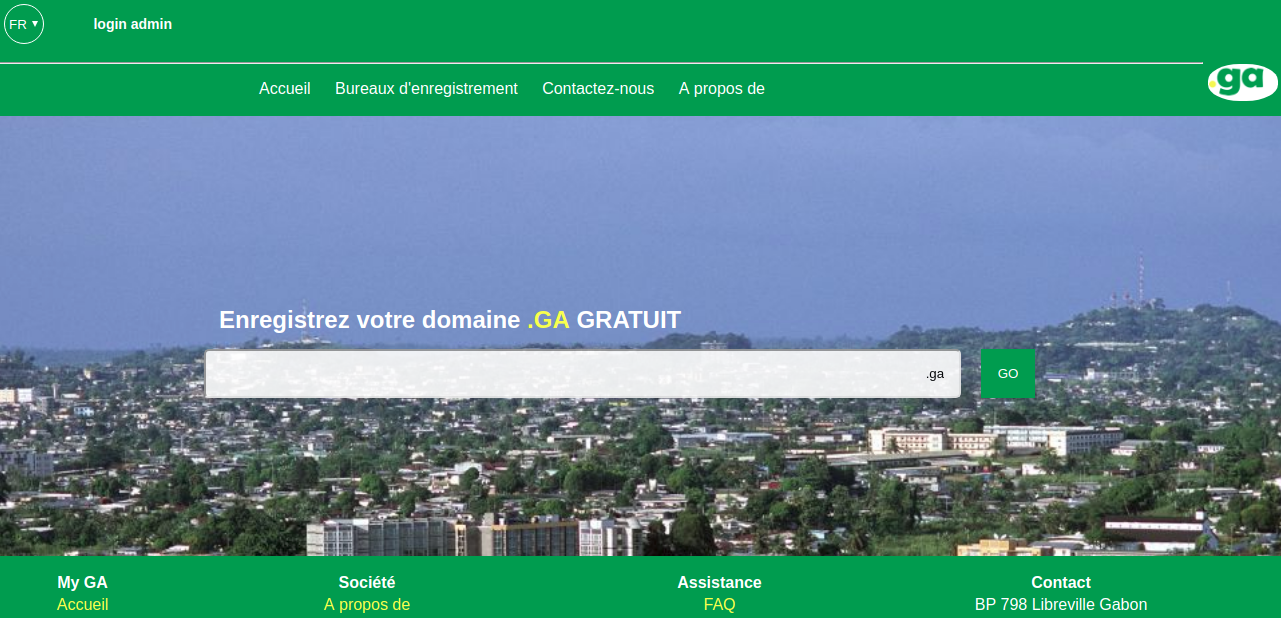 FR ▾ login admin
Accueil Bureaux d'enregistrement Contactez-nous A propos de .ga
Enregistrez votre domaine .GA GRATUIT
.ga GO
My GA Société Assistance Contact
Accueil A propos de FAQ BP 798 Libreville Gabon